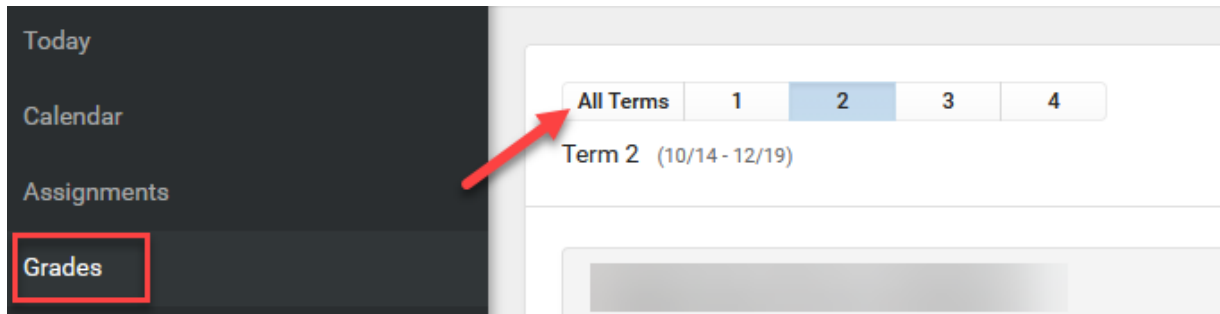 Today
Calendar
Assignments
Grades
All Terms 1 2 3 4
Term 2 (10/14 - 12/19)